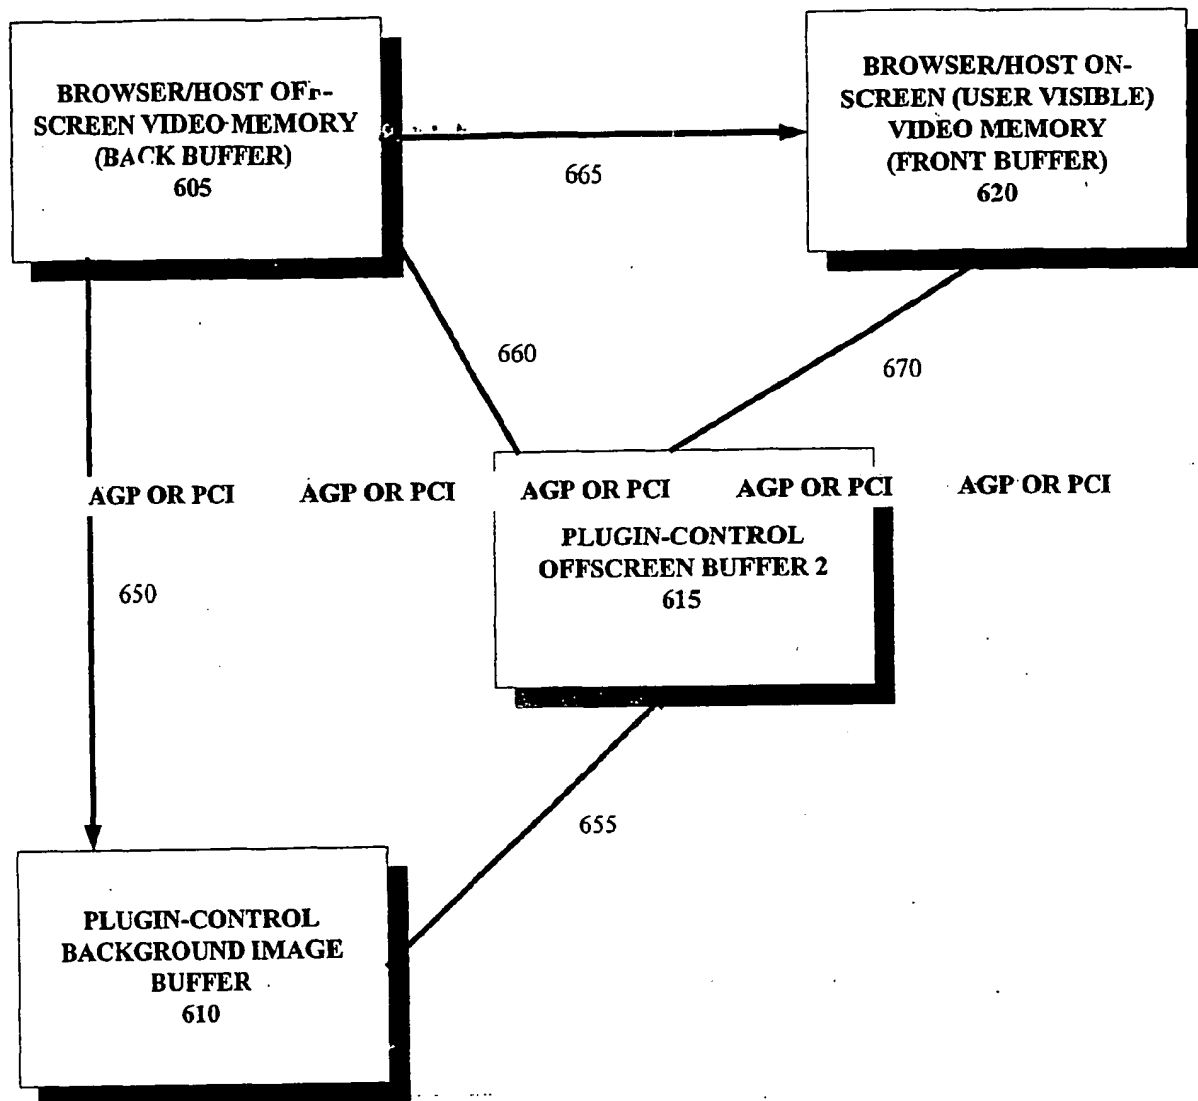 BROWSER/HOST OFF-
SCREEN VIDEO MEMORY
(BACK BUFFER)
605
BROWSER/HOST ON-
SCREEN (USER VISIBLE)
VIDEO MEMORY
(FRONT BUFFER)
620
665
660
670
AGP OR PCI AGP OR PCI AGP OR PCI AGP OR PCI AGP OR PCI
PLUGIN-CONTROL
OFFSCREEN BUFFER 2
615
650
655
PLUGIN-CONTROL
BACKGROUND IMAGE
BUFFER
610